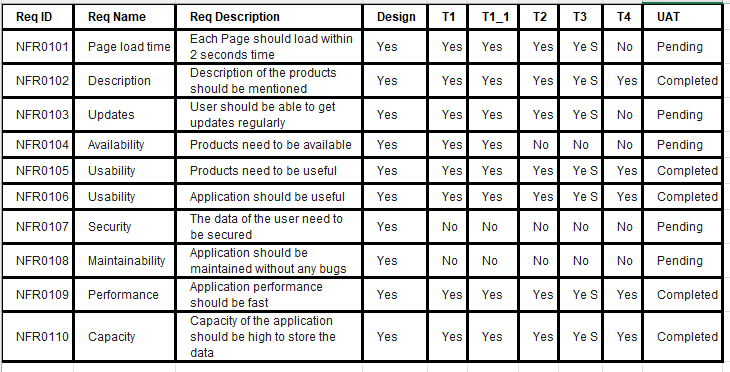 Req ID Req Name Req Description Design T1 T1_1 T2 T3 T4 UAT
NFR0101 Page load time Each Page should load within Yes Yes Yes Yes Ye S No Pending
2 seconds time
NFR0102 Description Description of the products Yes Yes Yes Yes Ye S Yes Completed
should be mentioned
NFR0103 Updates User should be able to get Yes Yes Yes Yes Ye S No Pending
updates regularly
NFR0104 Availability Products need to be available Yes Yes Yes No No No Pending
NFR0105 Usability Products need to be useful Yes Yes Yes Yes Ye S Yes Completed
NFR0106 Usability Application should be useful Yes Yes Yes Yes Ye S Yes Completed
NFR0107 Security The data of the user need to Yes No No No No No Pending
be secured
NFR0108 Maintainability Application should be Yes No No No No No Pending
maintained without any bugs
NFR0109 Performance Application performance Yes Yes Yes Yes Ye S Yes Completed
should be fast
NFR0110 Capacity Capacity of the application Yes Yes Yes Yes Ye S Yes Completed
should be high to store the
data